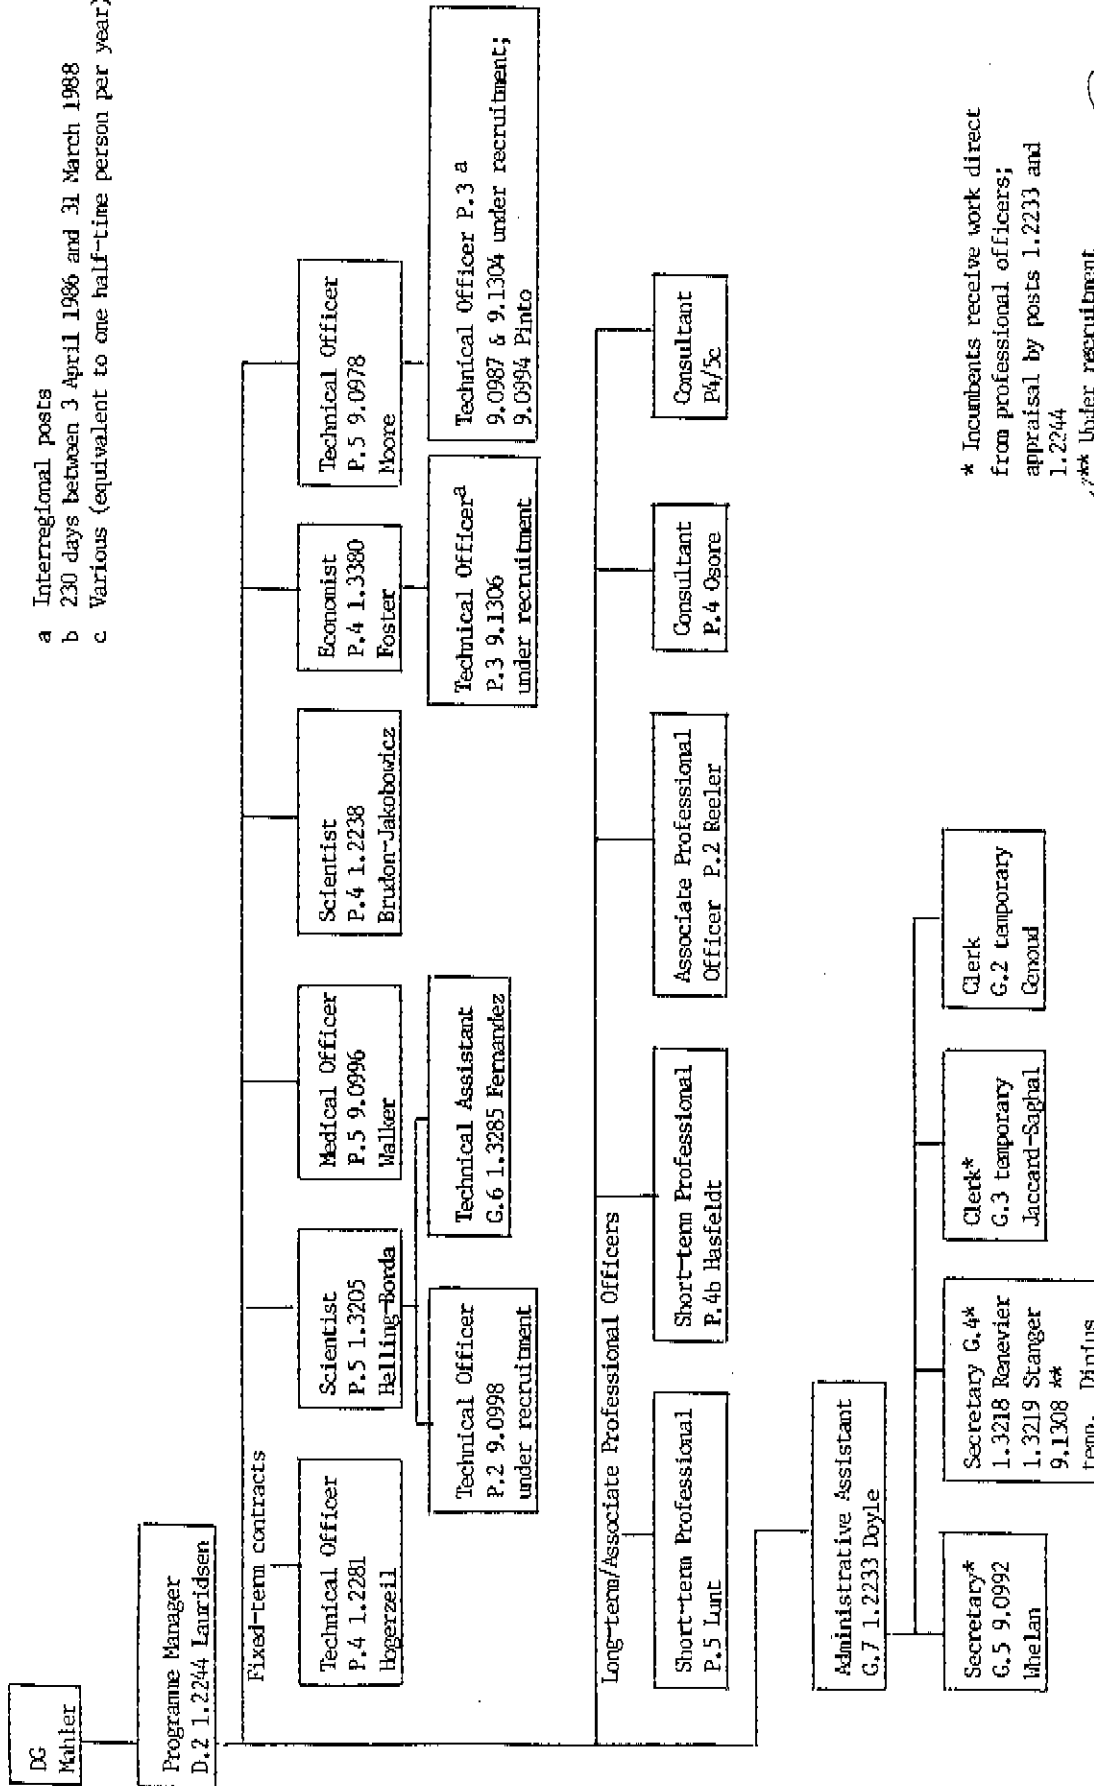 a Interregional posts
b 230 days between 3 April 1986 and 31 March 1988
c Various (equivalent to one half-time person per year)
DG
Mahler
Programme Manager
D.2 1.2244 Lauridsen
Fixed-term contracts
Technical Officer
P.4 1.2281
Hogerzeil
Scientist
P.5 1.3205
Helling-Borda
Medical Officer
P.5 9.0996
Walker
Scientist
P.4 1.2238
Brudon-Jakobowicz
Economist
P.4 1.3380
Foster
Technical Officer
P.5 9.0978
Moore
Technical Officer
P.2 9.0998
under recruitment
Technical Assistant
G.6 1.3285 Fernandez
Technical Officer a
P.3 9.1306
under recruitment
Technical Officer P.3 a
9.0987 & 9.1304 under recruitment;
9.0994 Pinto
Long-term/Associate Professional Officers
Short-term Professional
P.5 Lunt
Short-term Professional
P.4b Hasfeldt
Associate Professional
Officer P.2 Reeler
Consultant
P.4 Osore
Consultant
P4/5c
Administrative Assistant
G.7 1.2233 Doyle
Secretary*
G.5 9.0992
Whelan
Secretary G.4*
1.3218 Renevier
1.3219 Stanger
9.1308 **
temp. Dinius
Clerk*
G.3 temporary
Jaccard-Saghal
Clerk
G.2 temporary
Genoud
* Incumbents receive work direct
from professional officers;
appraisal by posts 1.2233 and
1.2244
** Under recruitment